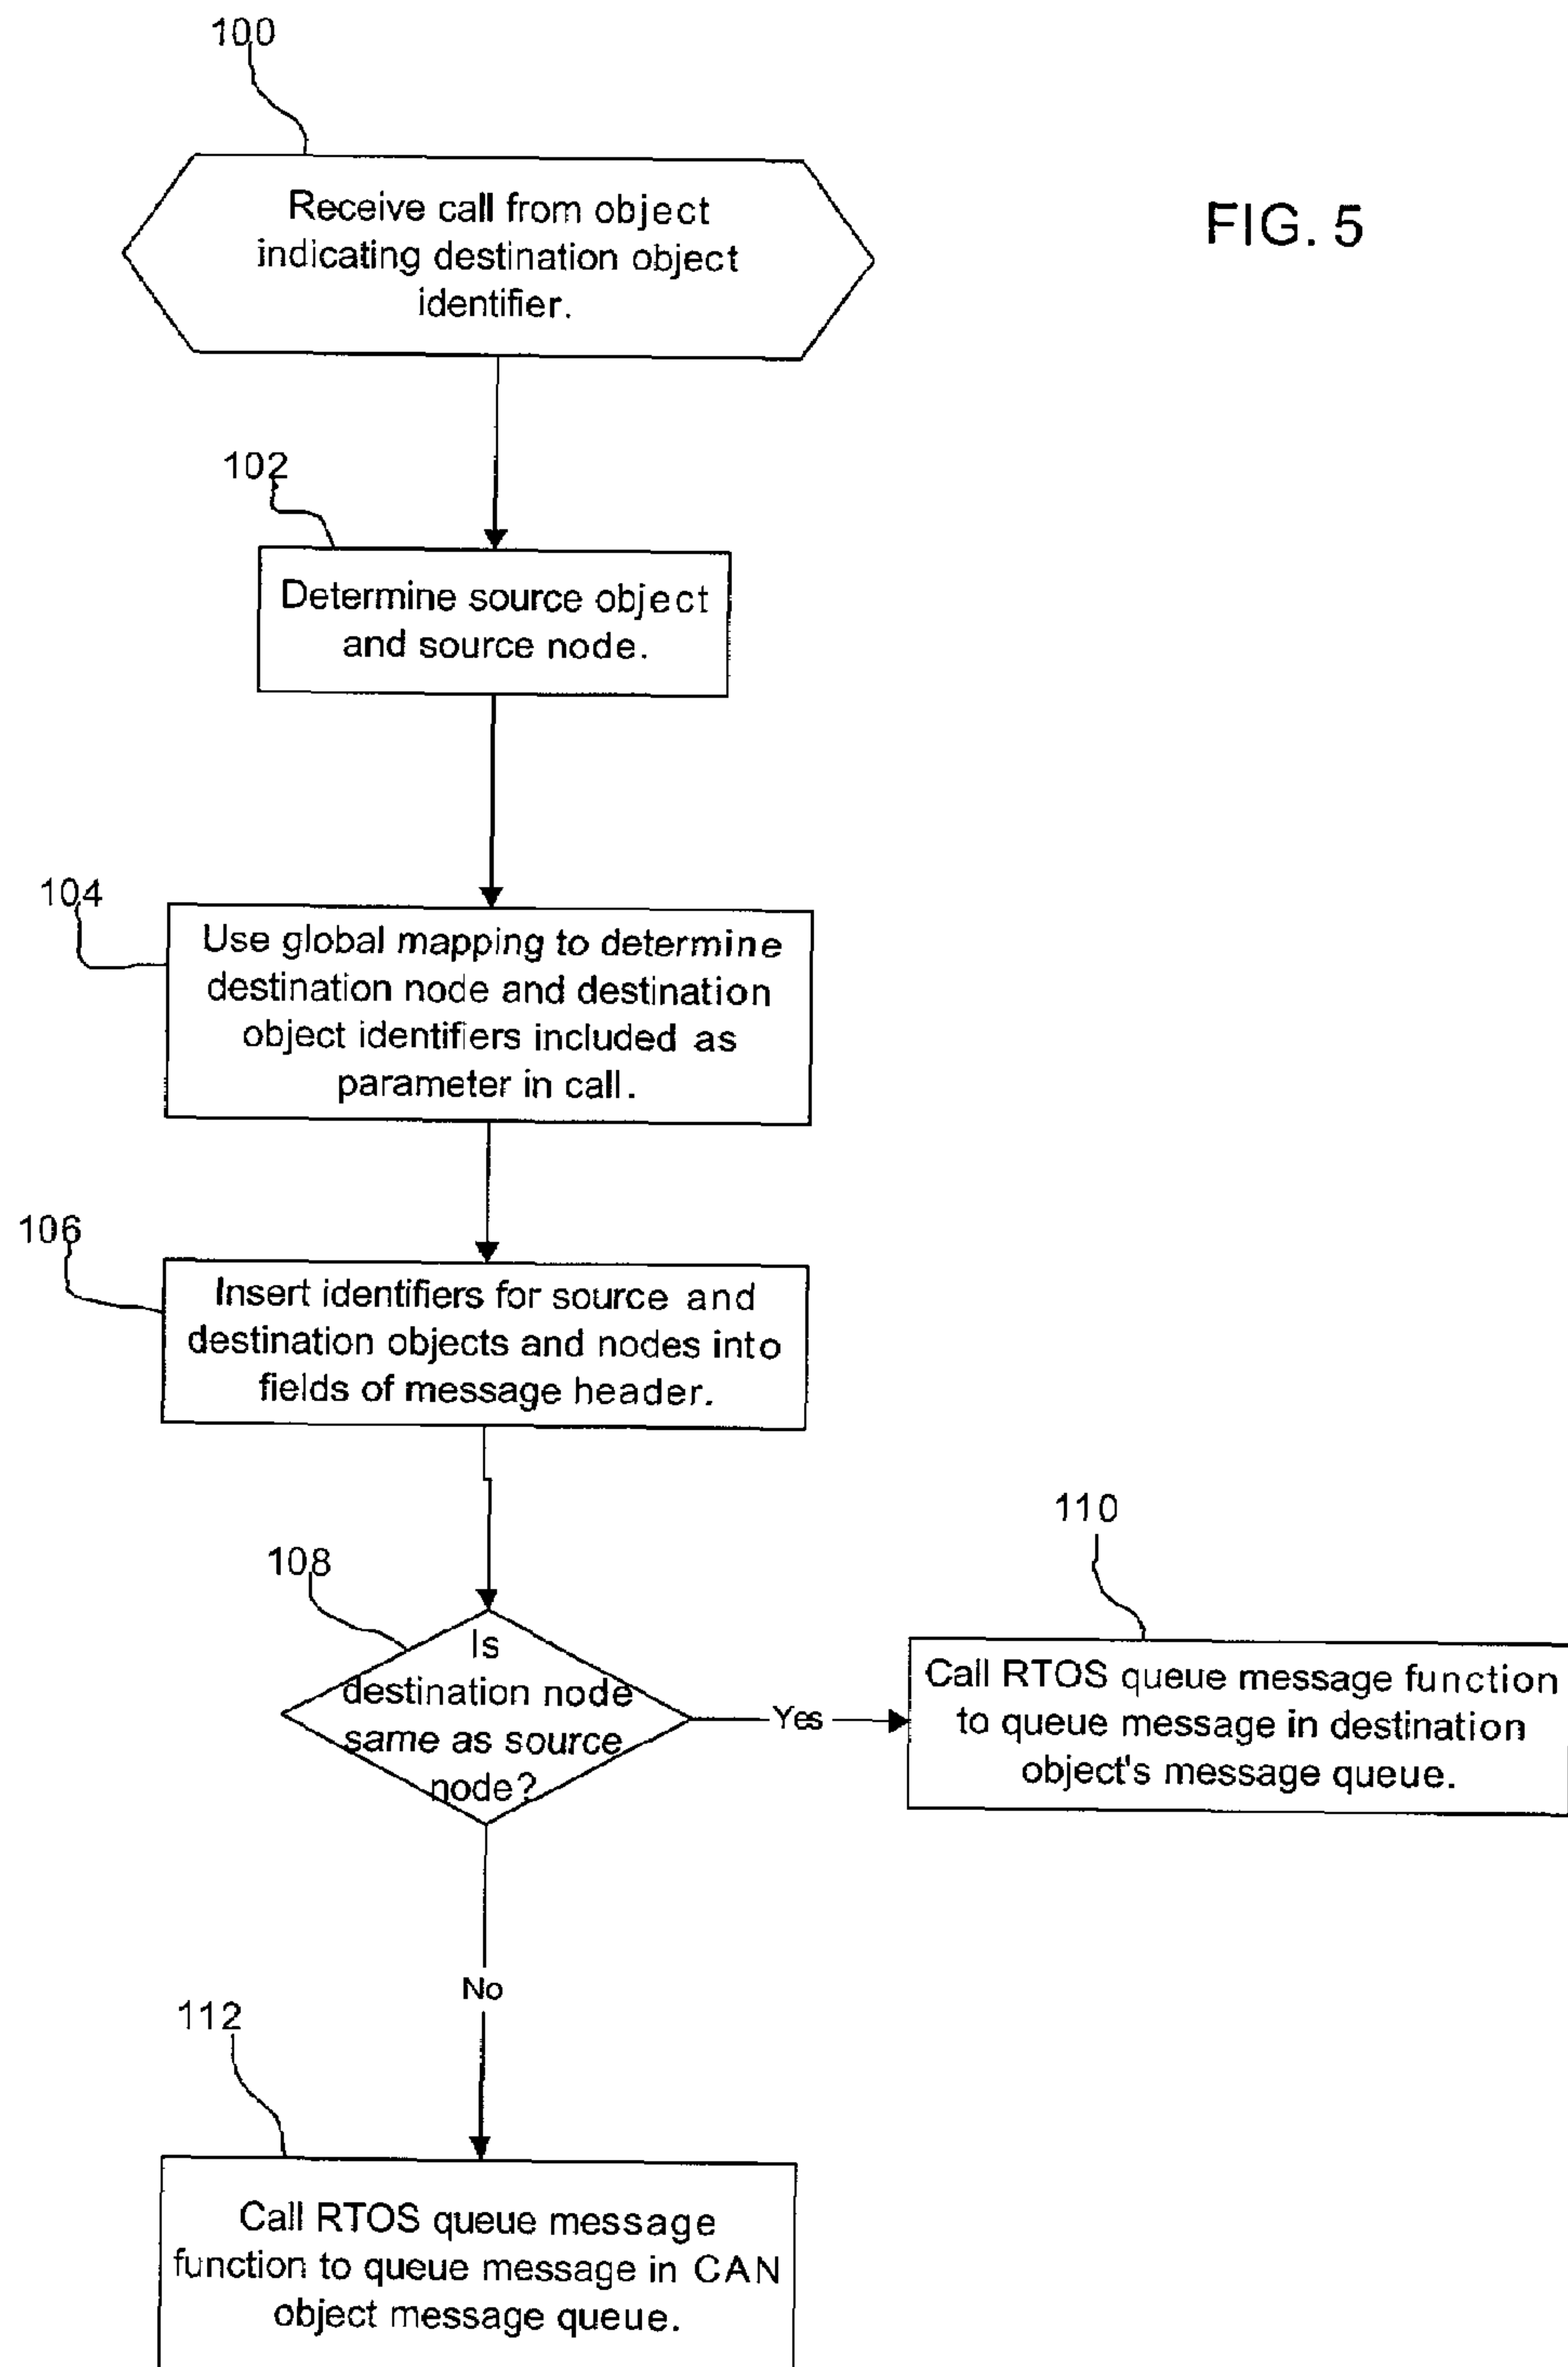 100
Receive call from object
indicating destination object
identifier.
FIG. 5
102
Determine source object
and source node.
104
Use global mapping to determine
destination node and destination
object identifiers included as
parameter in call.
106
Insert identifiers for source and
destination objects and nodes into
fields of message header.
108
Is
destination node
same as source
node?
Yes
110
Call RTOS queue message function
to queue message in destination
object's message queue.
No
112
Call RTOS queue message
function to queue message in CAN
object message queue.